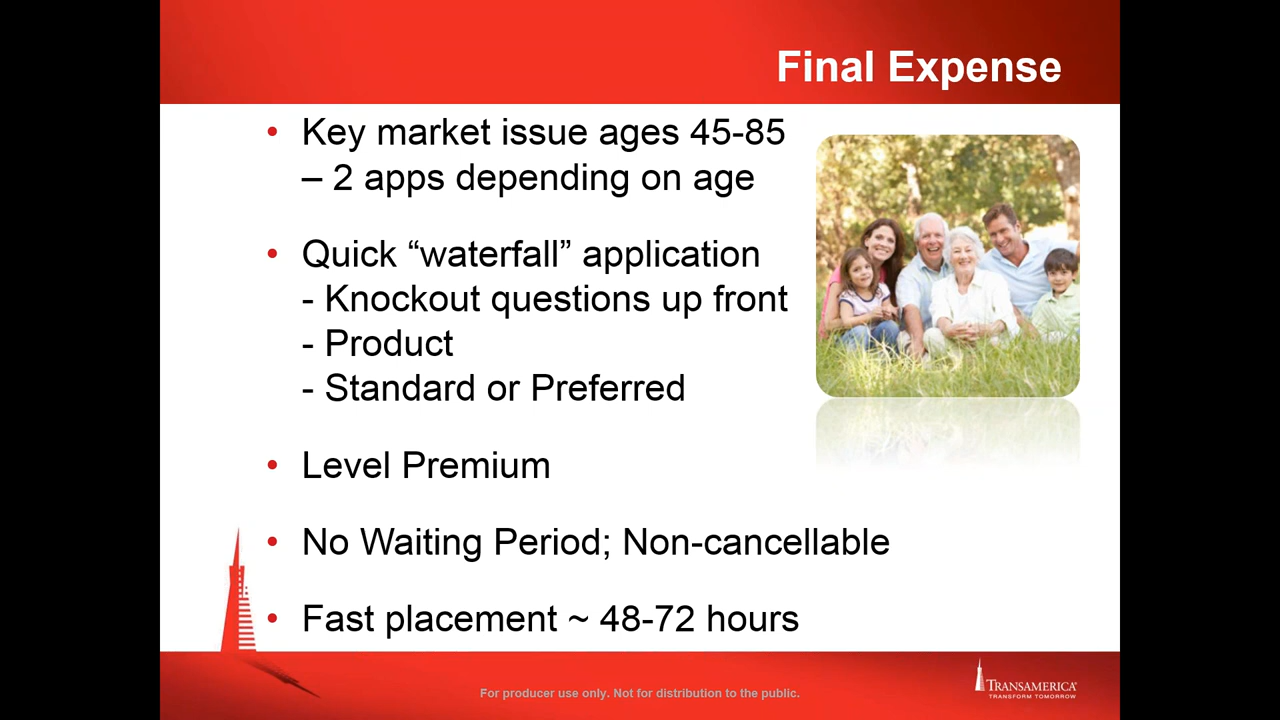 Final Expense
• Key market issue ages 45-85
– 2 apps depending on age
• Quick “waterfall” application
- Knockout questions up front
- Product
- Standard or Preferred
• Level Premium
• No Waiting Period; Non-cancellable
• Fast placement ~ 48-72 hours
For producer use only. Not for distribution to the public.
TRANSAMERICA®
TRANSFORM TOMORROW